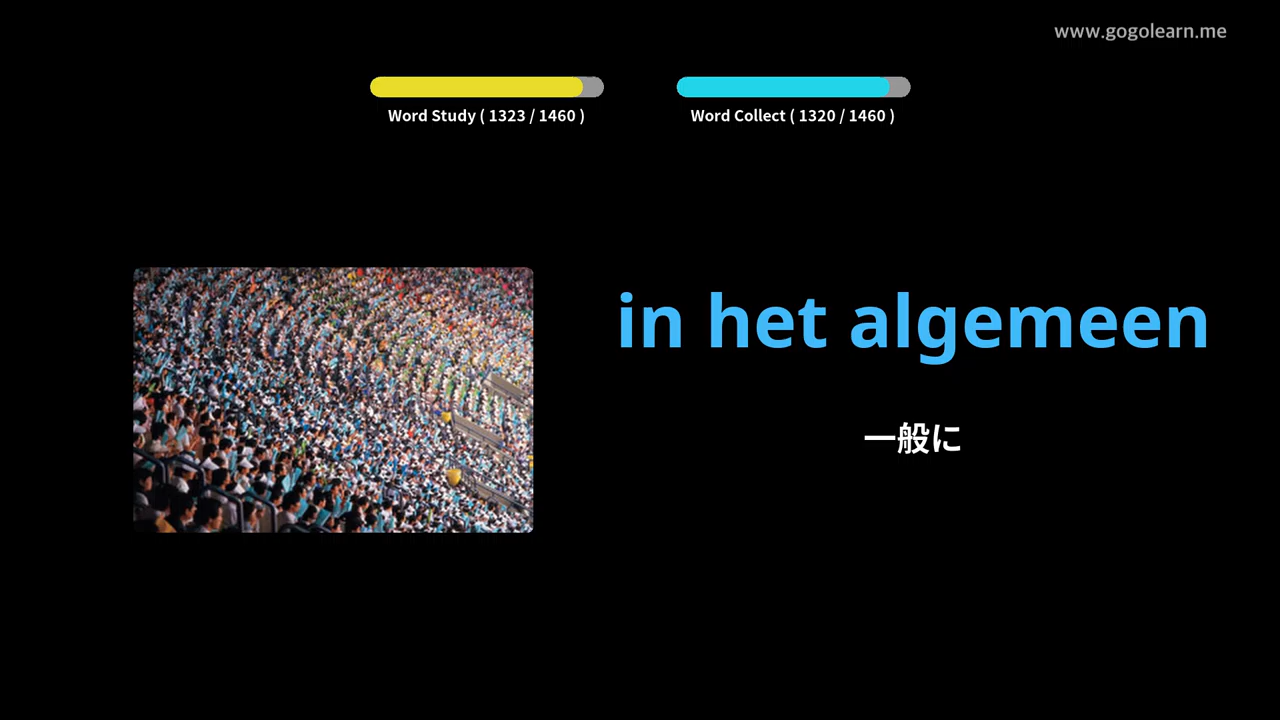 www.gogolearn.me
Word Study ( 1323 / 1460 )
Word Collect ( 1320 / 1460 )
in het algemeen
一般に